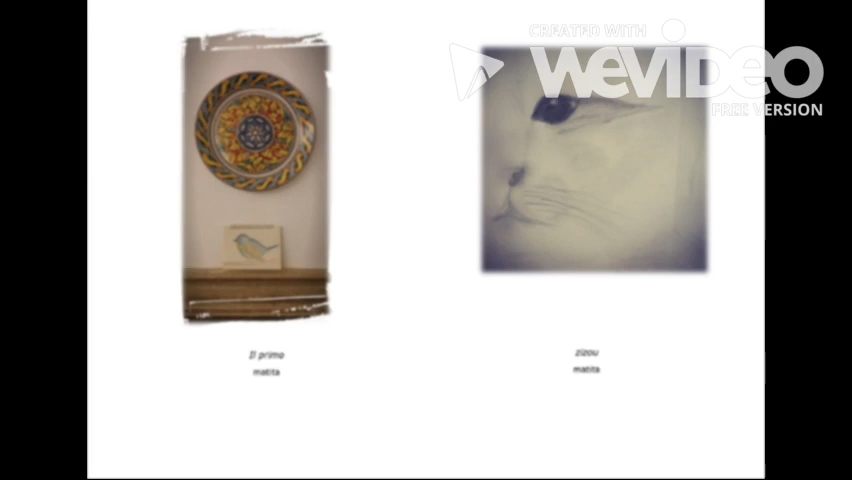 CREATED WITH
WEVIDEO
FREE VERSION
Il primo
matita
zizou
matita